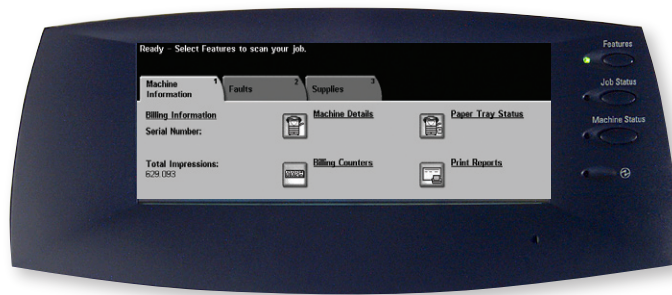 Ready - Select Features to scan your job.
Machine Information 1
Faults 2
Supplies 3
Billing Information
Serial Number:
Machine Details
Paper Tray Status
Total Impressions:
629 093
Billing Counters
Print Reports
Features
Job Status
Machine Status